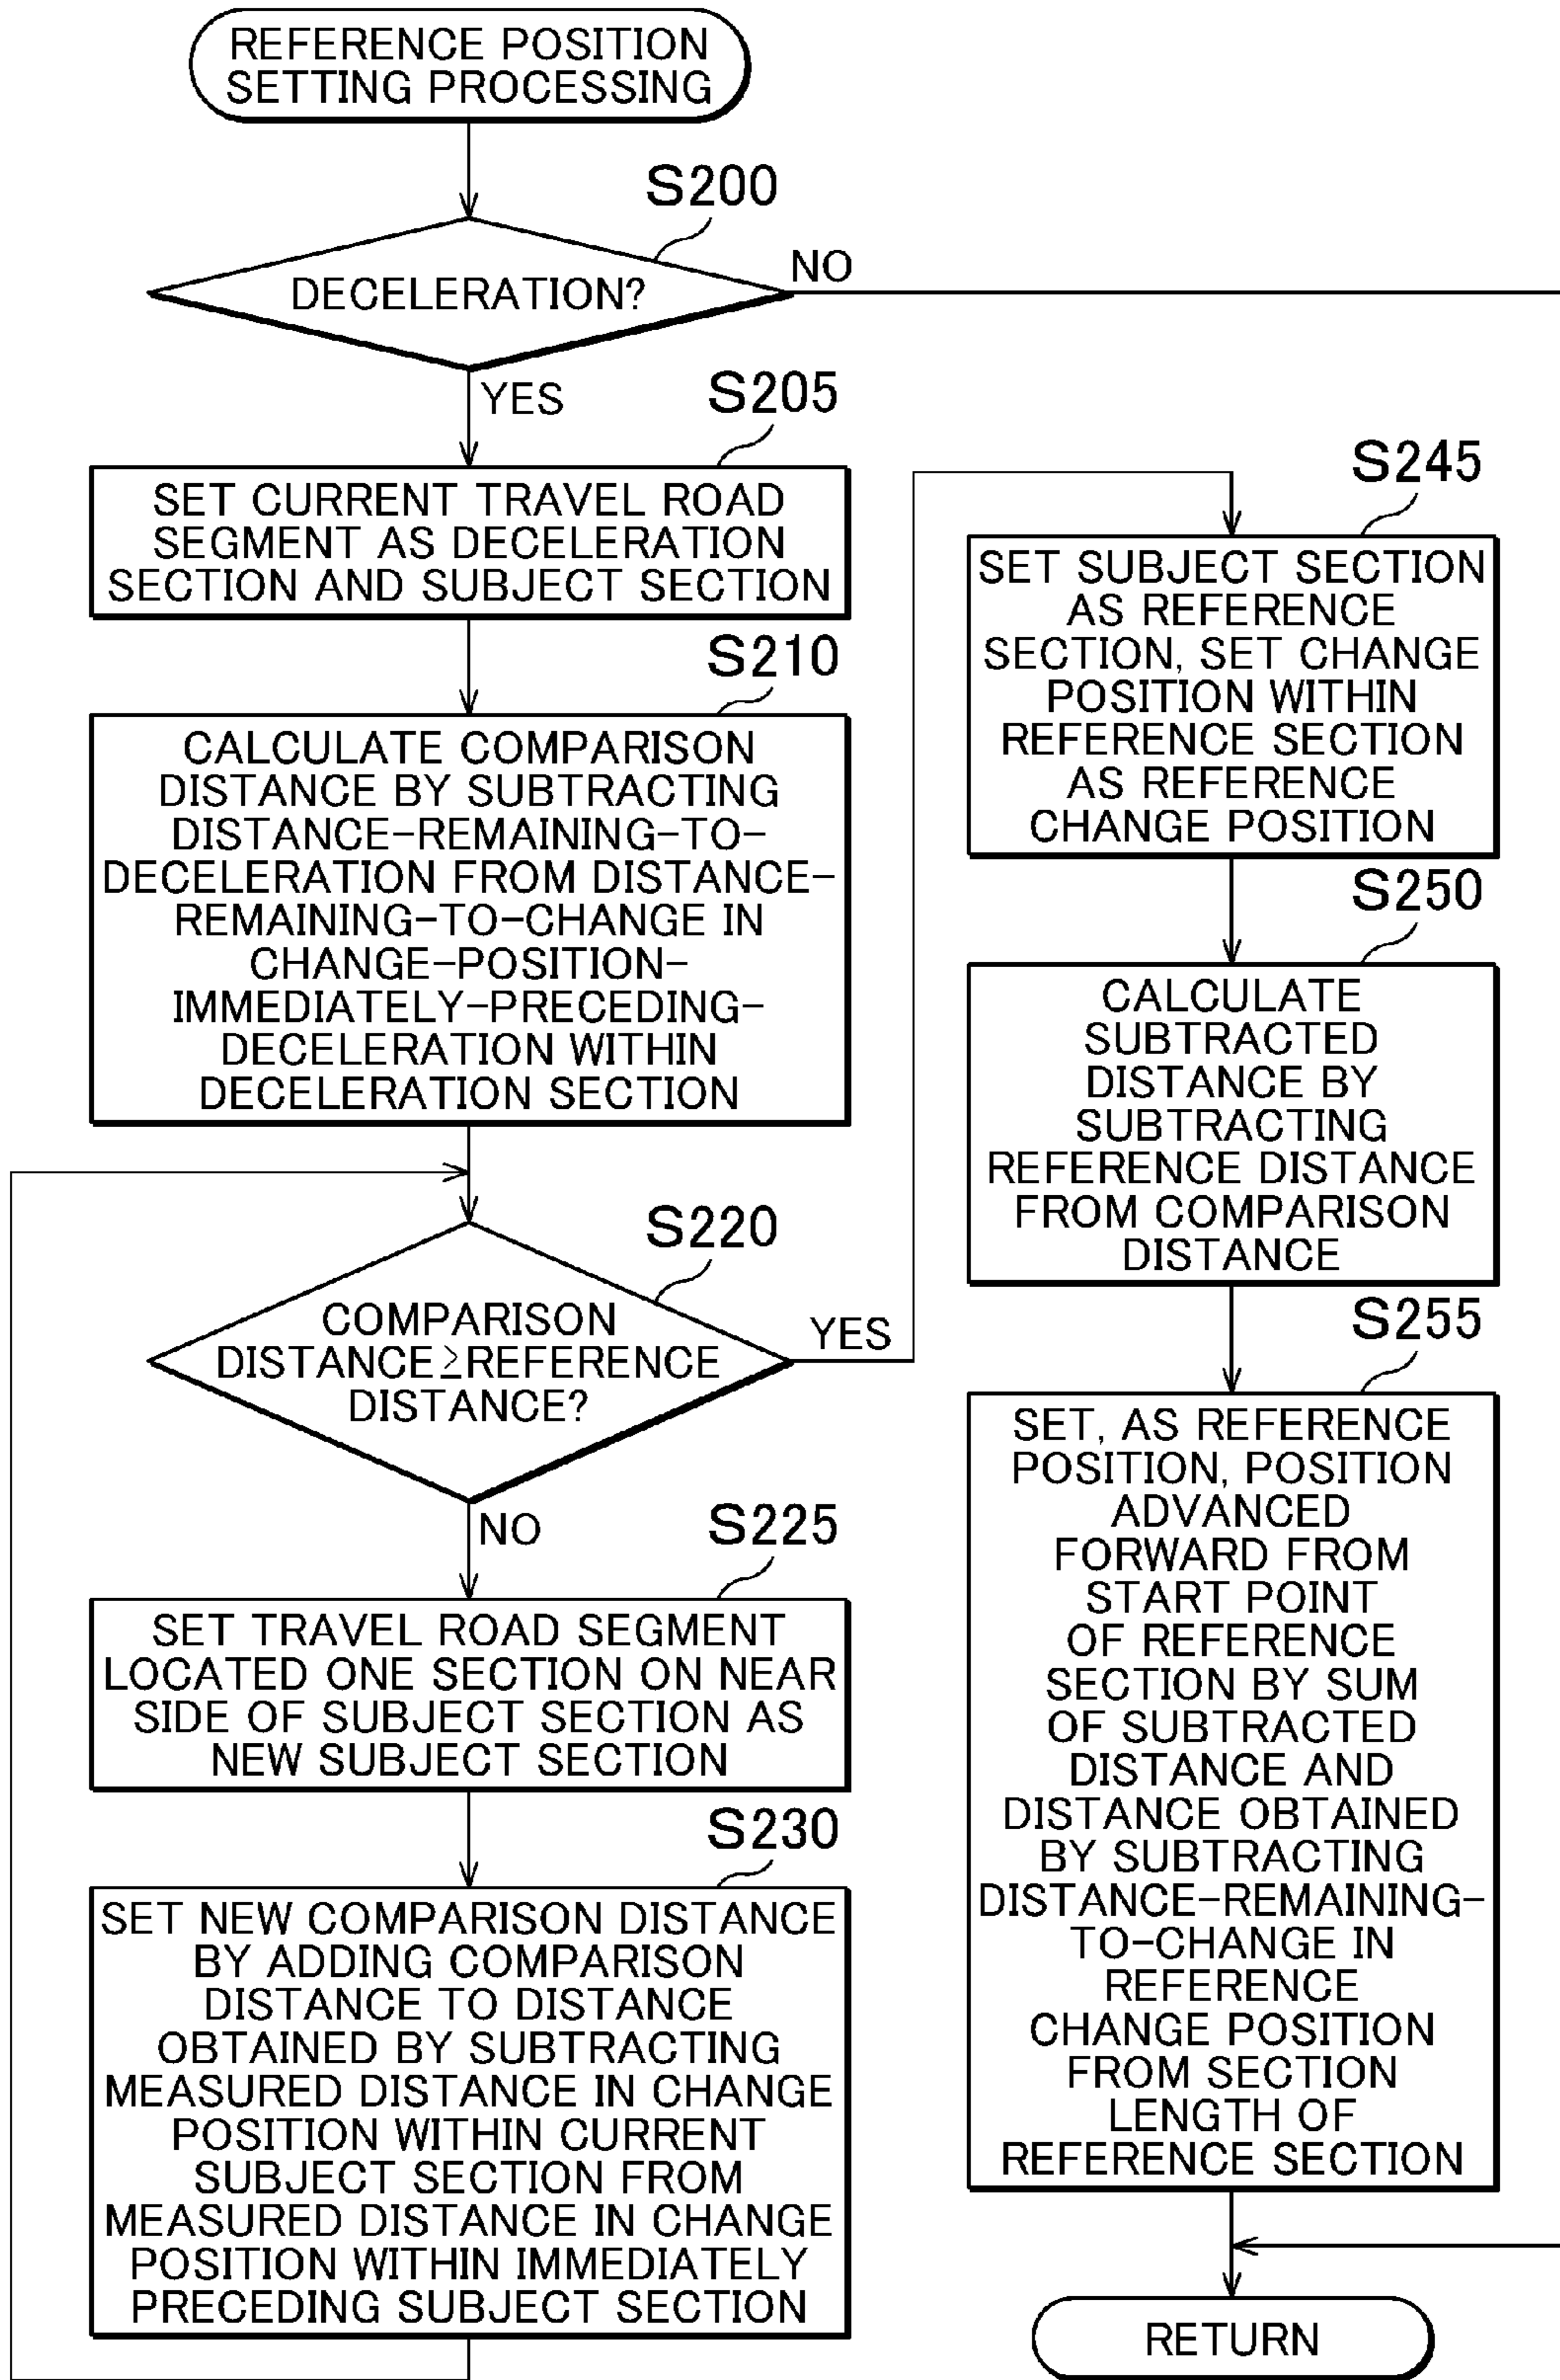 REFERENCE POSITION
SETTING PROCESSING
S200
DECELERATION?
NO
YES
S205
SET CURRENT TRAVEL ROAD
SEGMENT AS DECELERATION
SECTION AND SUBJECT SECTION
S210
CALCULATE COMPARISON
DISTANCE BY SUBTRACTING
DISTANCE-REMAINING-TO-
DECELERATION FROM DISTANCE-
REMAINING-TO-CHANGE IN
CHANGE-POSITION-
IMMEDIATELY-PRECEDING-
DECELERATION WITHIN
DECELERATION SECTION
S220
COMPARISON
DISTANCE≥REFERENCE
DISTANCE?
YES
NO
S225
SET TRAVEL ROAD SEGMENT
LOCATED ONE SECTION ON NEAR
SIDE OF SUBJECT SECTION AS
NEW SUBJECT SECTION
S230
SET NEW COMPARISON DISTANCE
BY ADDING COMPARISON
DISTANCE TO DISTANCE
OBTAINED BY SUBTRACTING
MEASURED DISTANCE IN CHANGE
POSITION WITHIN CURRENT
SUBJECT SECTION FROM
MEASURED DISTANCE IN CHANGE
POSITION WITHIN IMMEDIATELY
PRECEDING SUBJECT SECTION
S245
SET SUBJECT SECTION
AS REFERENCE
SECTION, SET CHANGE
POSITION WITHIN
REFERENCE SECTION
AS REFERENCE
CHANGE POSITION
S250
CALCULATE
SUBTRACTED
DISTANCE BY
SUBTRACTING
REFERENCE DISTANCE
FROM COMPARISON
DISTANCE
S255
SET, AS REFERENCE
POSITION, POSITION
ADVANCED
FORWARD FROM
START POINT
OF REFERENCE
SECTION BY SUM
OF SUBTRACTED
DISTANCE AND
DISTANCE OBTAINED
BY SUBTRACTING
DISTANCE-REMAINING-
TO-CHANGE IN
REFERENCE
CHANGE POSITION
FROM SECTION
LENGTH OF
REFERENCE SECTION
RETURN